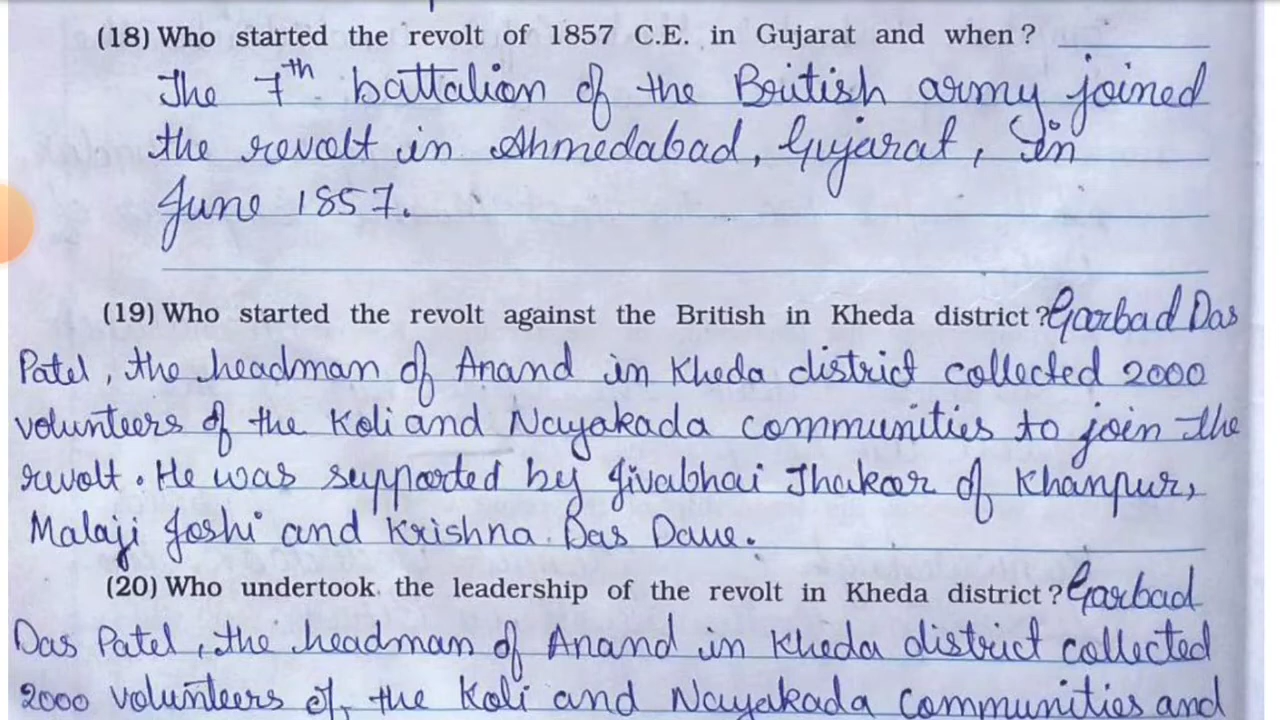 (18) Who started the revolt of 1857 C.E. in Gujarat and when?
The 7th battalion of the British army joined
the revolt in Ahmedabad, Gujarat, In
June 1857.
(19) Who started the revolt against the British in Kheda district? Garbad Das
Patel, the headman of Anand in Kheda district collected 2000
volunteers of the Koli and Nayakada communities to join the
revolt. He was supported by Jivabhai Thakor of Khanpur,
Malaji Joshi and Krishna Das Dave.
(20) Who undertook the leadership of the revolt in Kheda district? Garbad
Das Patel, the headman of Anand in Kheda district collected
2000 volunteers of the Koli and Nayakada communities and